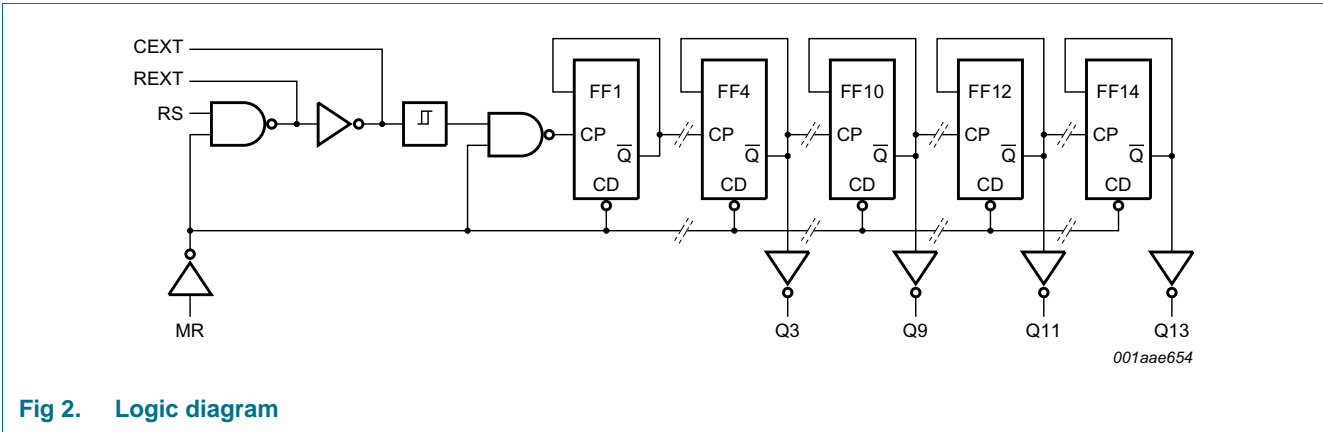 CEXT
REXT
RS
FF1 FF4 FF10 FF12 FF14
CP CP CP CP CP
Q̅ Q̅ Q̅ Q̅ Q̅
CD CD CD CD CD
MR Q3 Q9 Q11 Q13
001aae654
Fig 2. Logic diagram